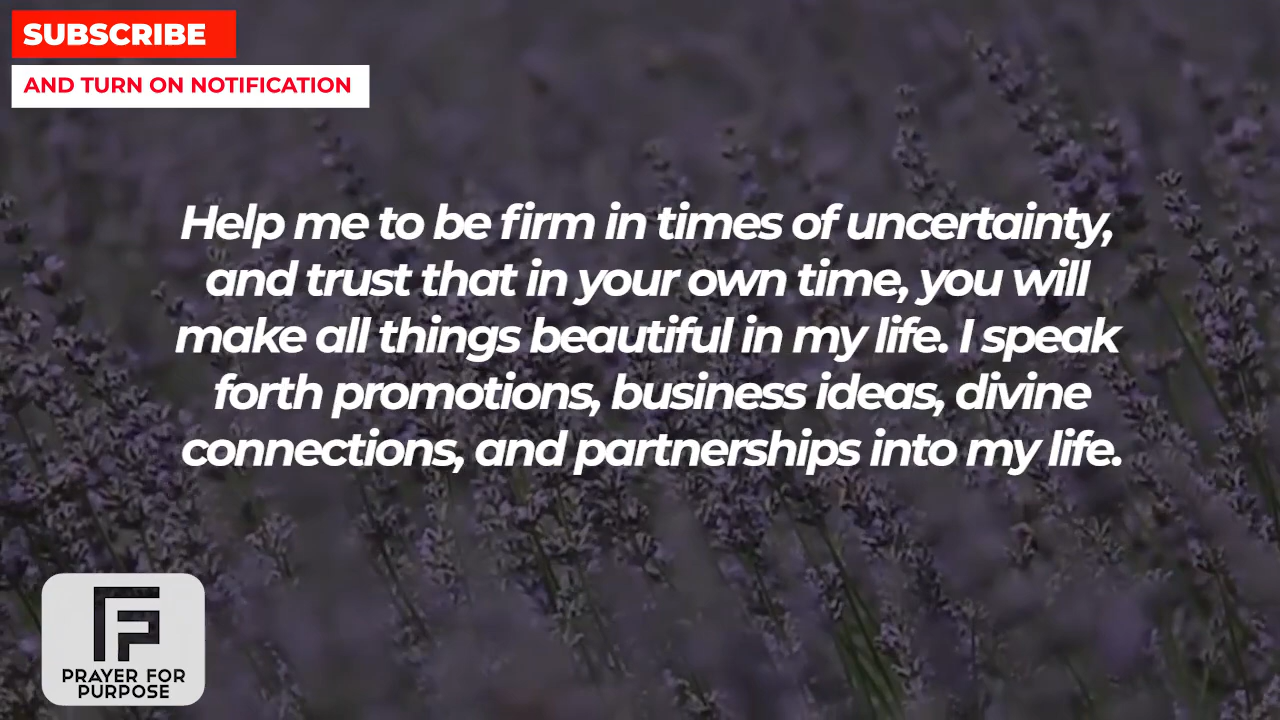 SUBSCRIBE
AND TURN ON NOTIFICATION
Help me to be firm in times of uncertainty,
and trust that in your own time, you will
make all things beautiful in my life. I speak
forth promotions, business ideas, divine
connections, and partnerships into my life.
PRAYER FOR
PURPOSE